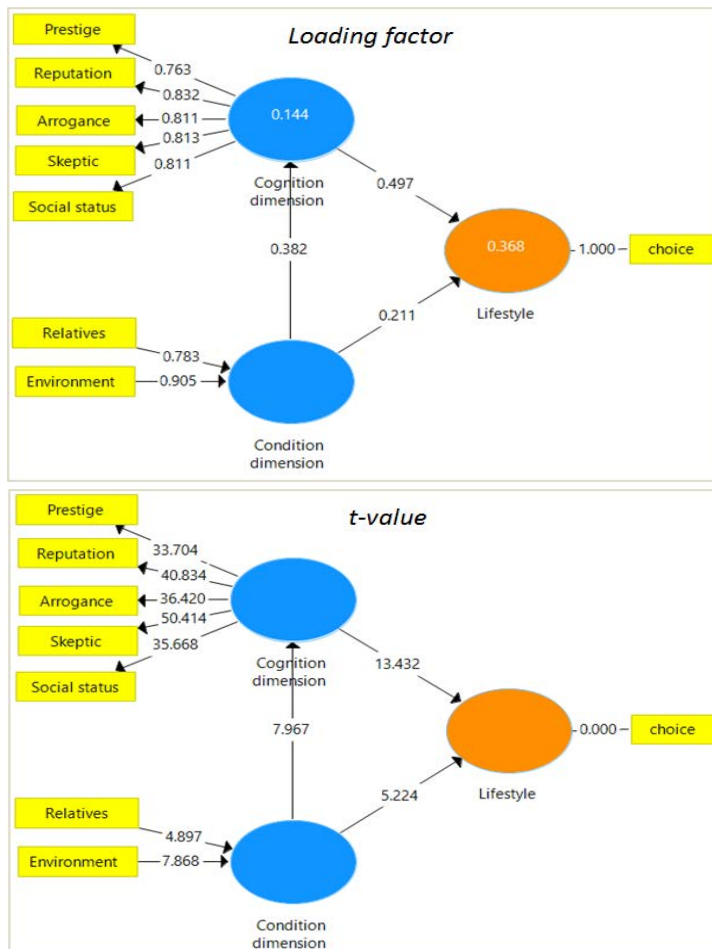 Loading factor
Prestige
0.763
Reputation
0.832
Arrogance
0.811
0.813
Skeptic
0.811
Social status
0.144
Cognition
dimension
0.497
0.382
0.368
1.000
choice
Lifestyle
0.211
Relatives
0.783
Environment
0.905
Condition
dimension
t-value
Prestige
33.704
Reputation
40.834
Arrogance
36.420
50.414
Skeptic
35.668
Social status
Cognition
dimension
13.432
7.967
0.000
choice
Lifestyle
5.224
Relatives
4.897
Environment
7.868
Condition
dimension